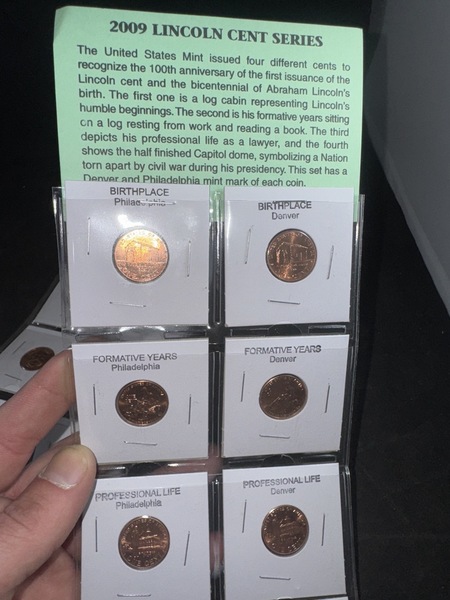 2009 LINCOLN CENT SERIES
The United States Mint issued four different cents to
recognize the 100th anniversary of the first issuance of the
Lincoln cent and the bicentennial of Abraham Lincoln's
birth. The first one is a log cabin representing Lincoln's
humble beginnings. The second is his formative years sitting
on a log resting from work and reading a book. The third
depicts his professional life as a lawyer, and the fourth
shows the half finished Capitol dome, symbolizing a Nation
torn apart by civil war during his presidency. This set has a
Denver and Philadelphia mint mark of each coin.
BIRTHPLACE
Philadelphia
BIRTHPLACE
Denver
FORMATIVE YEARS
Philadelphia
FORMATIVE YEARS
Denver
PROFESSIONAL LIFE
Philadelphia
PROFESSIONAL LIFE
Denver